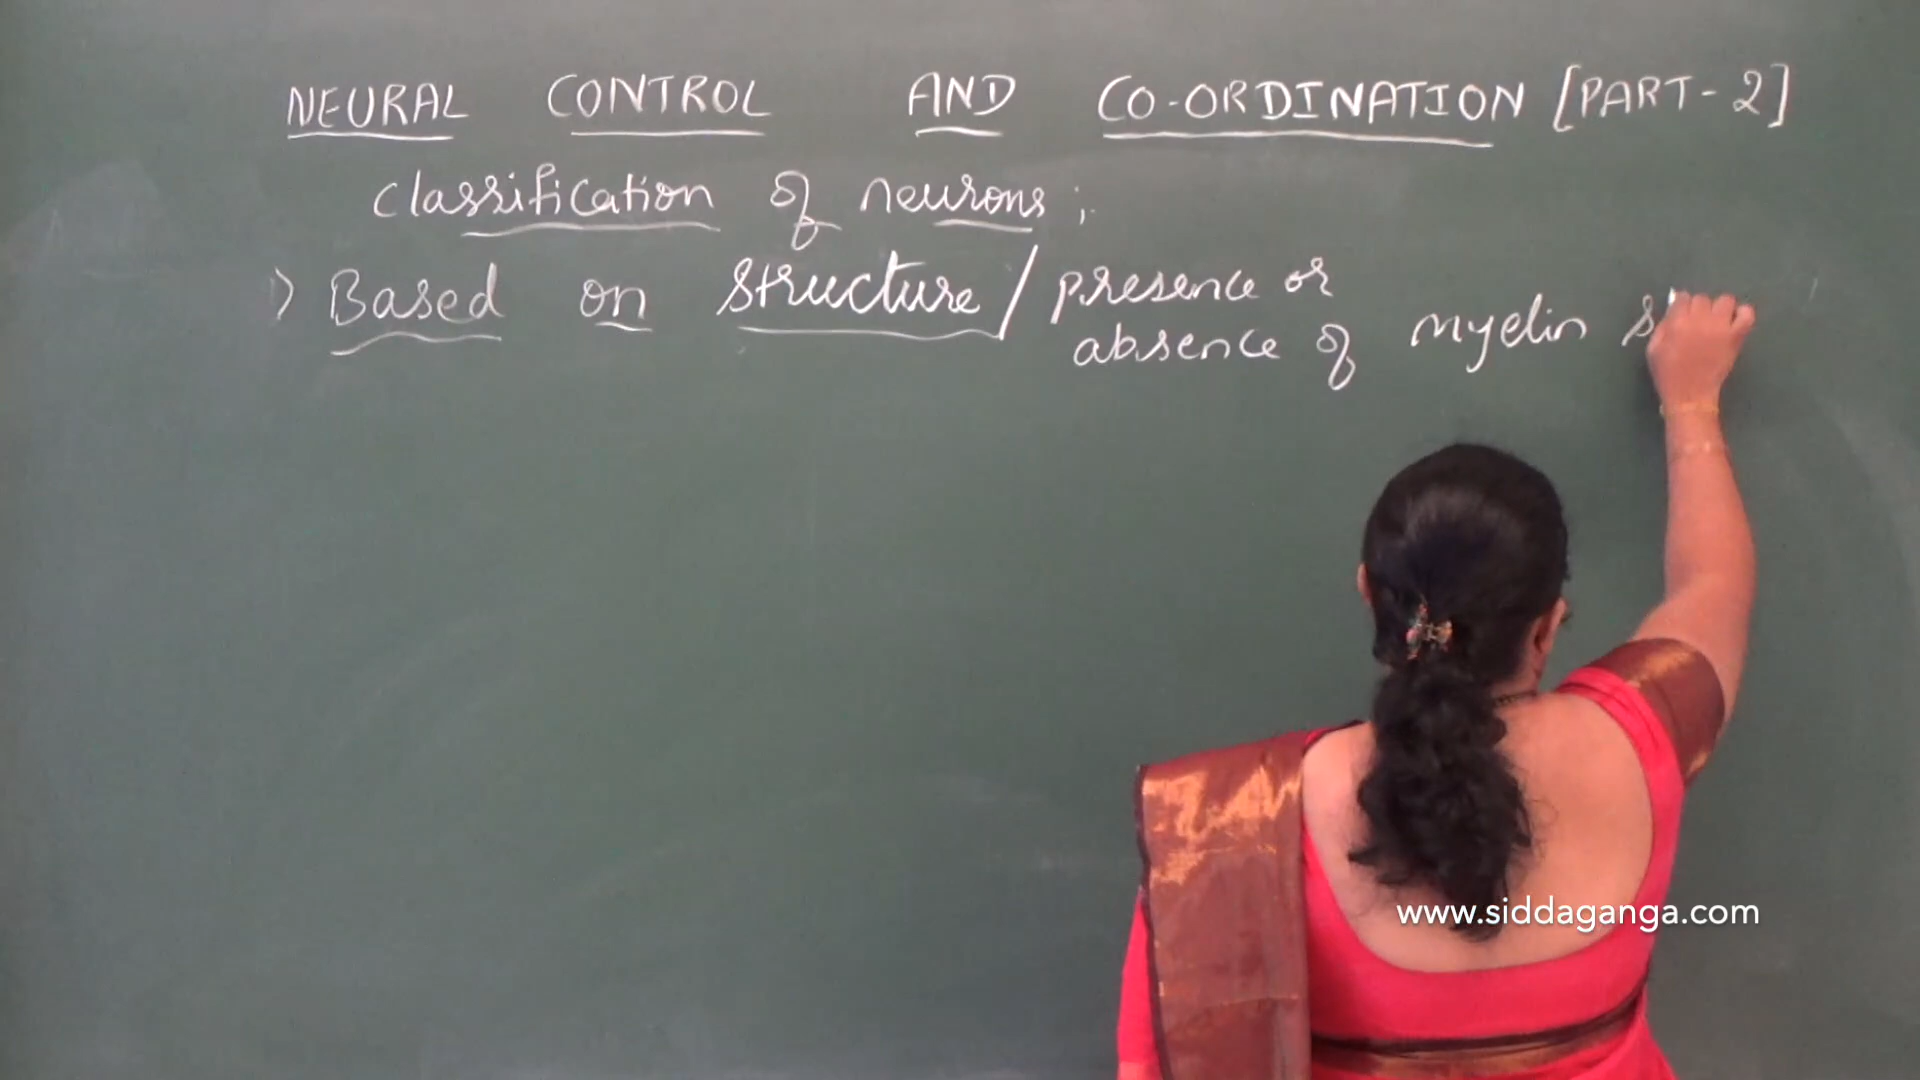 NEURAL CONTROL AND CO-ORDINATION [PART-2]
classification of neurons;
> Based on structure / presence or
absence of myelin s
www.siddaganga.com